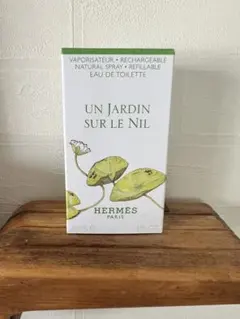 VAPORISATEUR • RECHARGEABLE
NATURAL SPRAY • REFILLABLE
EAU DE TOILETTE
UN JARDIN
SUR LE NIL
HERMÈS
PARIS